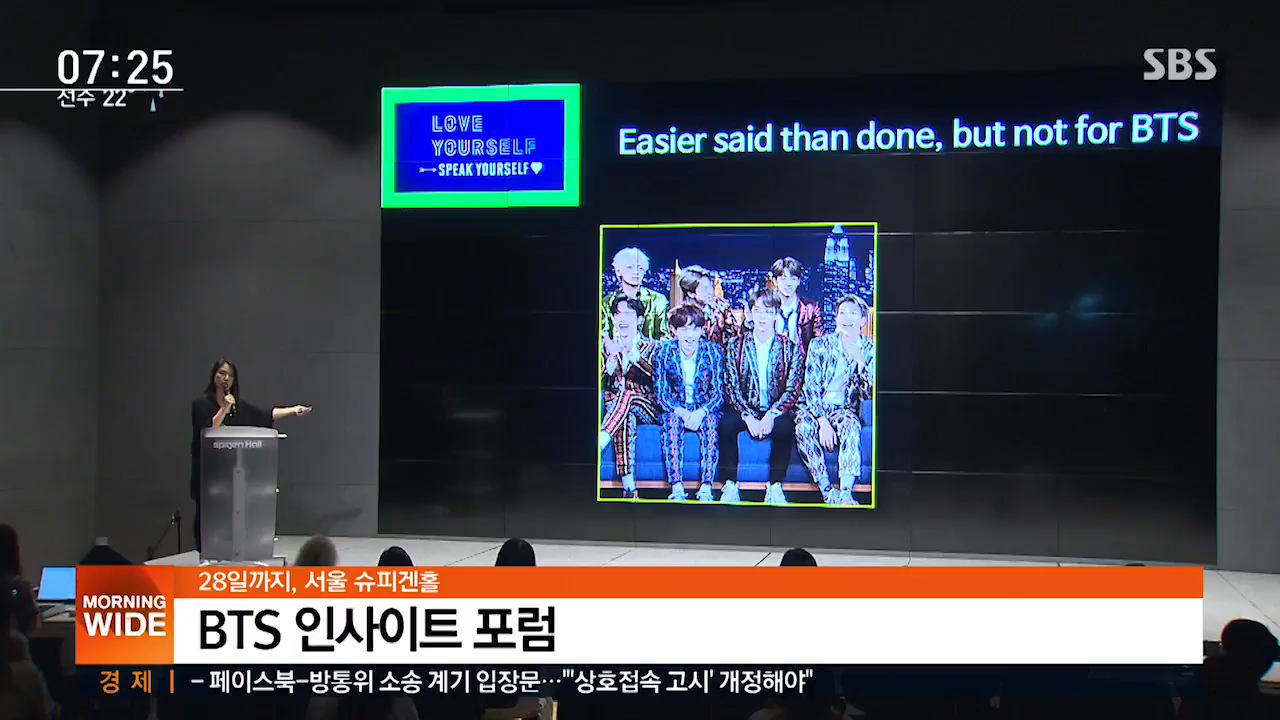 07:25
SBS
전주 22°
LOVE
YOURSELF
SPEAK YOURSELF
Easier said than done, but not for BTS
spigen Hall
28일까지, 서울 슈피겐홀
MORNING
WIDE
BTS 인사이트 포럼
경제 | - 페이스북-방통위 소송 계기 입장문…"'상호접속 고시' 개정해야"